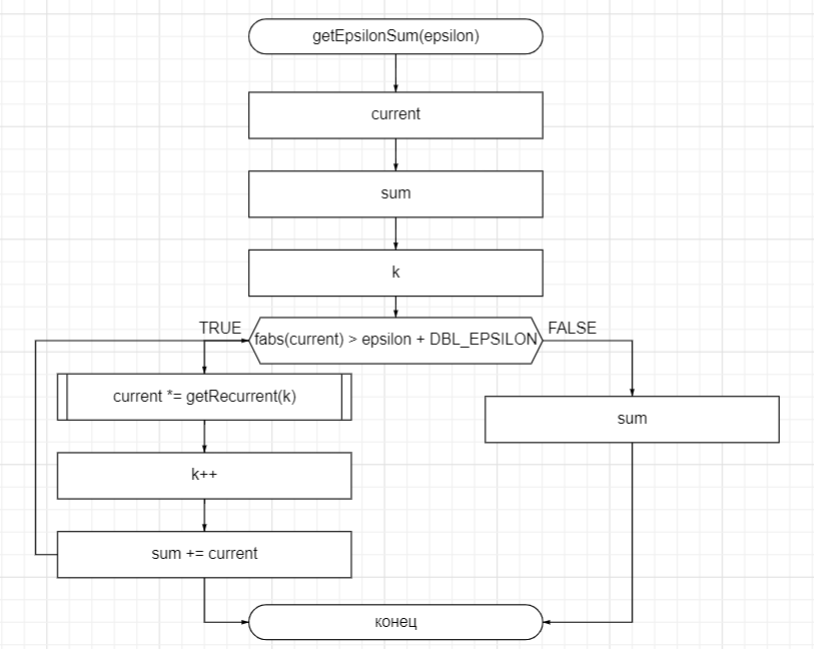 getEpsilonSum(epsilon)
current
sum
k
TRUE
fabs(current) > epsilon + DBL_EPSILON
FALSE
current *= getRecurrent(k)
sum
k++
sum += current
конец